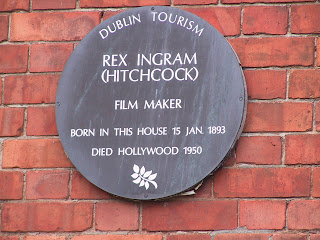 DUBLIN TOURISM
REX INGRAM
(HITCHCOCK)
FILM MAKER
BORN IN THIS HOUSE 15 JAN. 1893
DIED HOLLYWOOD 1950